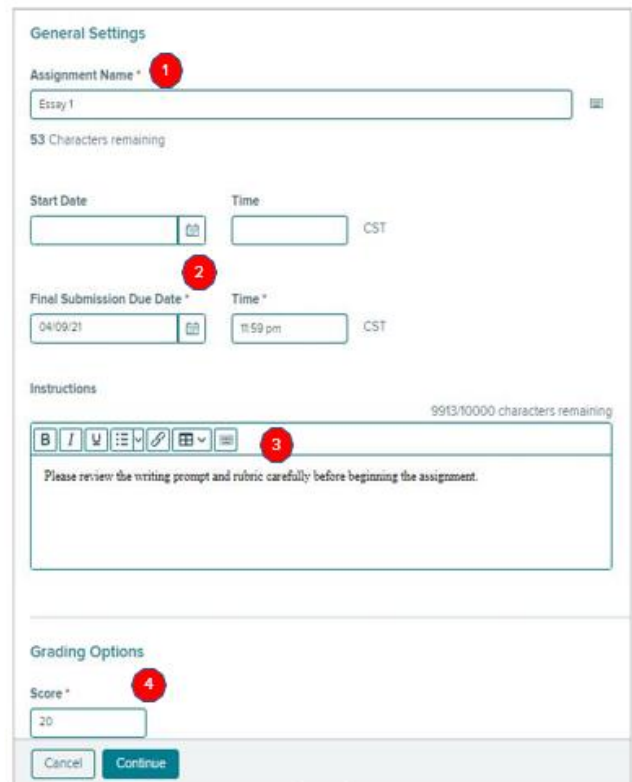 General Settings
Assignment Name * 1
Essay 1
53 Characters remaining
Start Date Time
CST
2
Final Submission Due Date * Time *
04/09/21 11:59 pm CST
Instructions
9913/10000 characters remaining
B I U 3
Please review the writing prompt and rubric carefully before beginning the assignment.
Grading Options
4
Score *
20
Cancel Continue